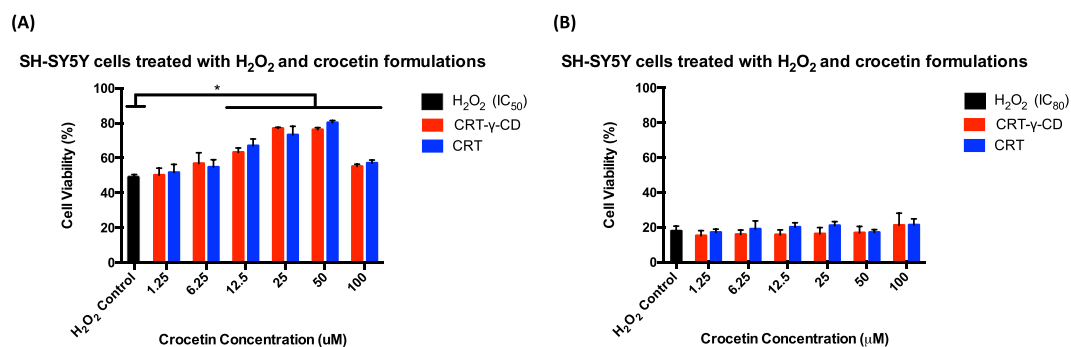 (A)
SH-SY5Y cells treated with H₂O₂ and crocetin formulations
*
100
80
60
40
20
0
Cell Viability (%)
H₂O₂ Control
1.25
6.25
12.5
25
50
100
Crocetin Concentration (uM)
H₂O₂ (IC₅₀)
CRT-γ-CD
CRT
(B)
SH-SY5Y cells treated with H₂O₂ and crocetin formulations
100
80
60
40
20
0
Cell Viability (%)
H₂O₂ Control
1.25
6.25
12.5
25
50
100
Crocetin Concentration (μM)
H₂O₂ (IC₈₀)
CRT-γ-CD
CRT